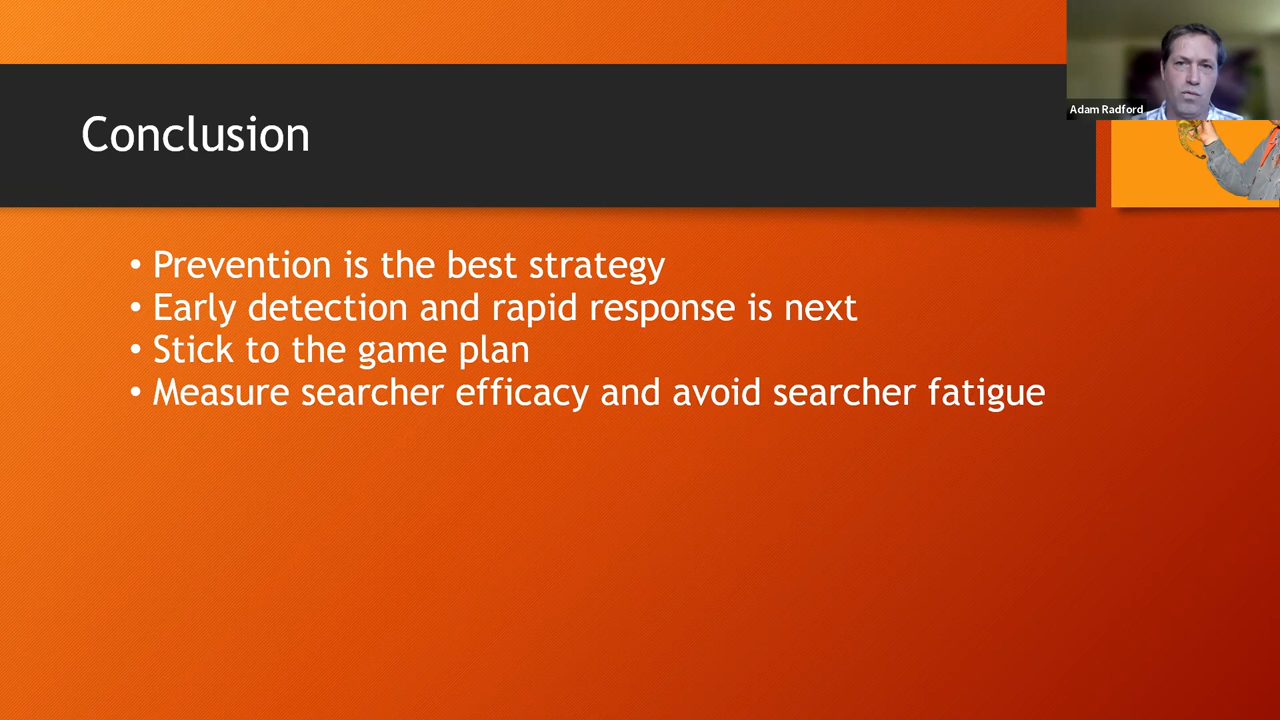 Adam Radford
Conclusion
• Prevention is the best strategy
• Early detection and rapid response is next
• Stick to the game plan
• Measure searcher efficacy and avoid searcher fatigue